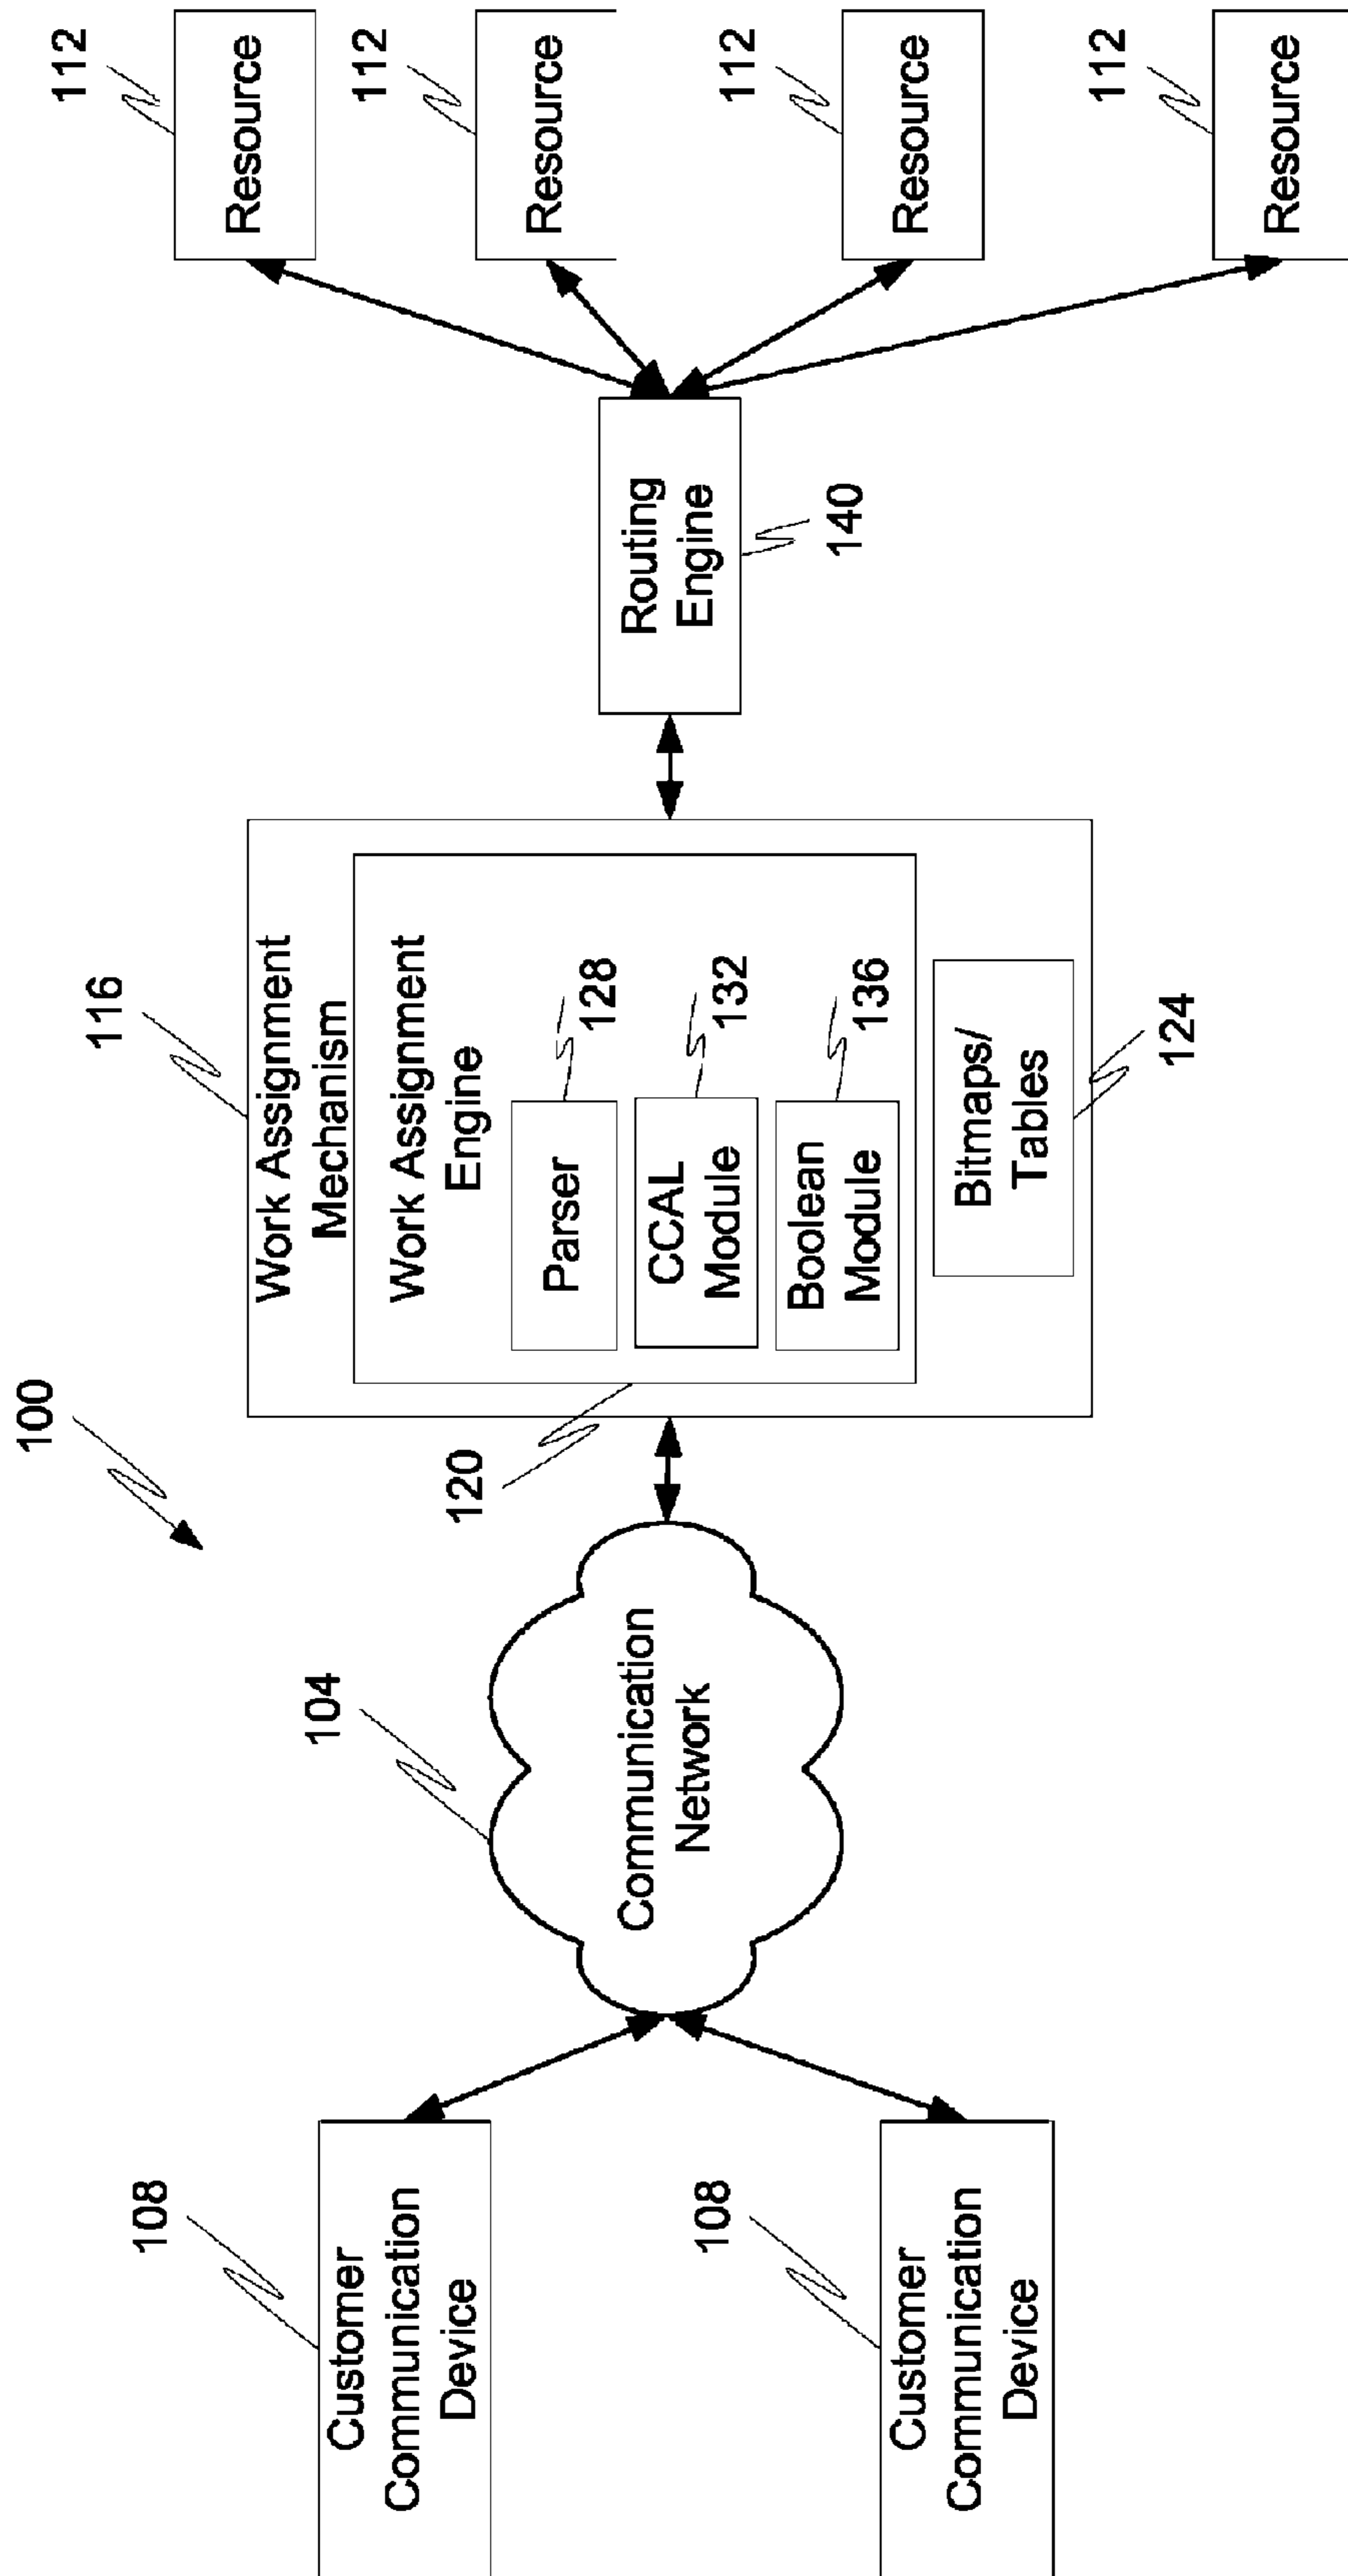 100
108
Customer
Communication
Device
108
Customer
Communication
Device
104
Communication
Network
116
Work Assignment
Mechanism
120
Work Assignment
Engine
Parser
128
CCAL
Module
132
Boolean
Module
136
Bitmaps/
Tables
124
Routing
Engine
140
112
Resource
112
Resource
112
Resource
112
Resource